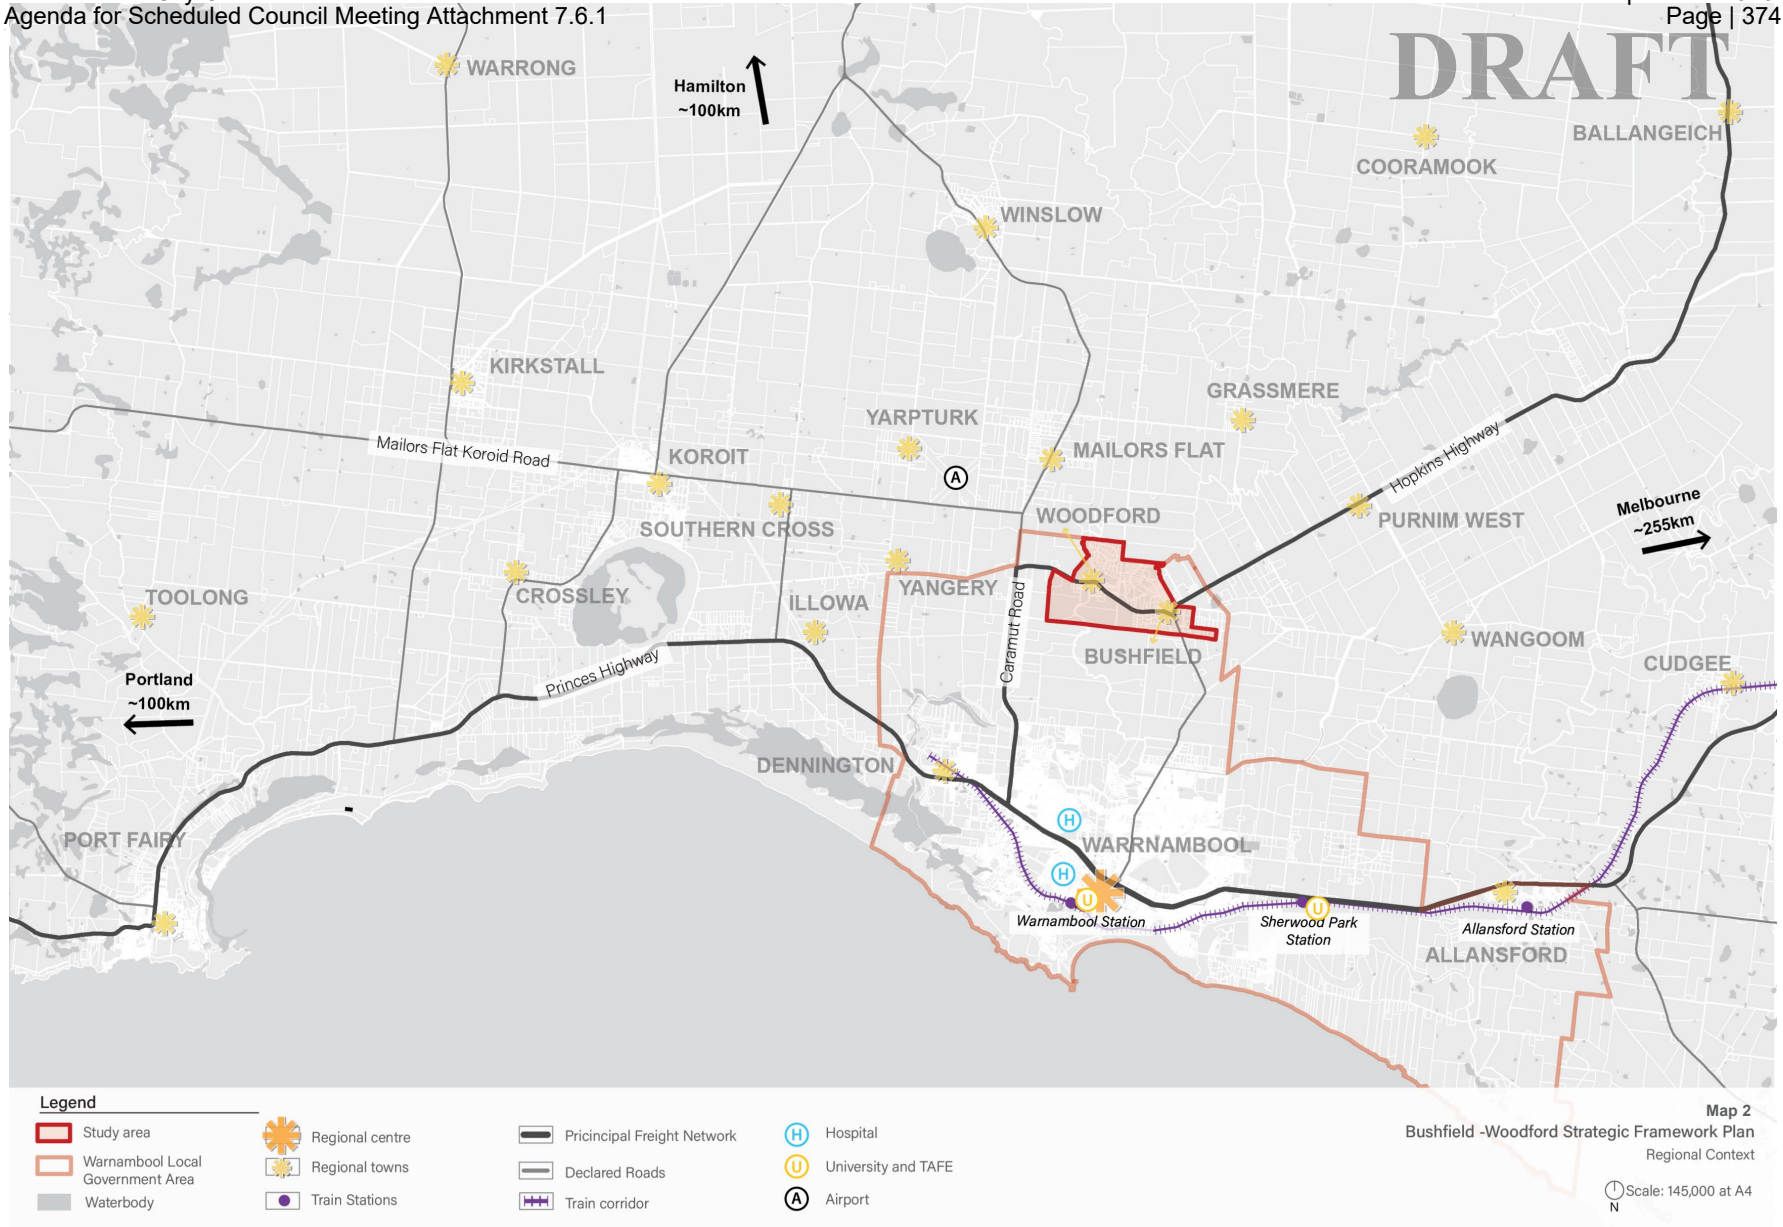 Agenda for Scheduled Council Meeting Attachment 7.6.1
Page | 374
DRAFT
WARRONG
Hamilton
~100km
BALLANGEICH
COORAMOOK
WINSLOW
KIRKSTALL
GRASSMERE
YARPTURK
Mailors Flat Koroid Road
KOROIT
MAILORS FLAT
Hopkins Highway
SOUTHERN CROSS
WOODFORD
PURNIM WEST
Melbourne
~255km
TOOLONG
CROSSLEY
ILLOWA
YANGERY
Caramut Road
BUSHFIELD
WANGOOM
CUDGEE
Princes Highway
Portland
~100km
DENNINGTON
PORT FAIRY
WARRNAMBOOL
A
H
H
U
U
Warnambool Station
Sherwood Park
Station
Allansford Station
ALLANSFORD
Legend
Study area
Warnambool Local
Government Area
Waterbody
Regional centre
Regional towns
Train Stations
Pricincipal Freight Network
Declared Roads
Train corridor
H Hospital
U University and TAFE
A Airport
Map 2
Bushfield -Woodford Strategic Framework Plan
Regional Context
Scale: 145,000 at A4
N